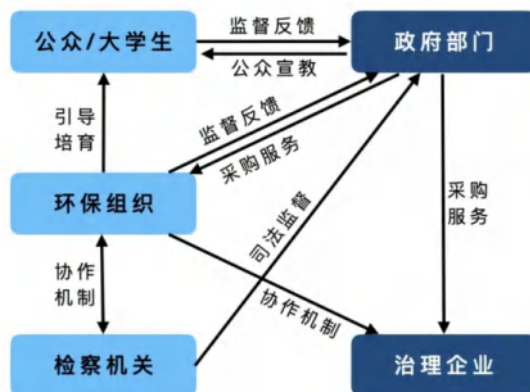 公众/大学生
监督反馈
政府部门
公众宣教
引导
培育
监督反馈
采购服务
环保组织
采购
服务
司法监督
协作
机制
协作机制
检察机关
治理企业